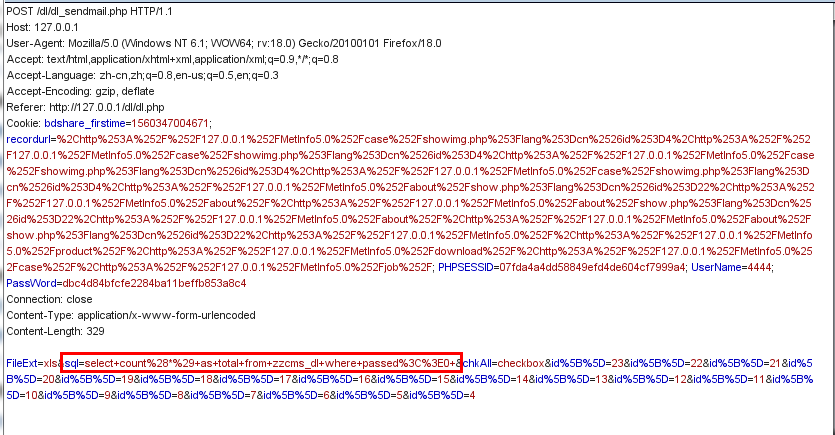 POST /dl/dl_sendmail.php HTTP/1.1
Host: 127.0.0.1
User-Agent: Mozilla/5.0 (Windows NT 6.1; WOW64; rv:18.0) Gecko/20100101 Firefox/18.0
Accept: text/html,application/xhtml+xml,application/xml;q=0.9,*/*;q=0.8
Accept-Language: zh-cn,zh;q=0.8,en-us;q=0.5,en;q=0.3
Accept-Encoding: gzip, deflate
Referer: http://127.0.0.1/dl/dl.php
Cookie: bdshare_firstime=1560347004671;
recordurl=%2Chttp%253A%252F%252F127.0.0.1%252FMetInfo5.0%252Fcase%252Fshowimg.php%253Flang%253Dcn%2526id%253D4%2Chttp%253A%252F%252
F127.0.0.1%252FMetInfo5.0%252Fcase%252Fshowimg.php%253Flang%253Dcn%2526id%253D4%2Chttp%253A%252F%252F127.0.0.1%252FMetInfo5.0%252Fcase
%252Fshowimg.php%253Flang%253Dcn%2526id%253D4%2Chttp%253A%252F%252F127.0.0.1%252FMetInfo5.0%252Fcase%252Fshowimg.php%253Flang%253D
cn%2526id%253D4%2Chttp%253A%252F%252F127.0.0.1%252FMetInfo5.0%252Fabout%252Fshow.php%253Flang%253Dcn%2526id%253D22%2Chttp%253A%252
F%252F127.0.0.1%252FMetInfo5.0%252Fabout%252F%2Chttp%253A%252F%252F127.0.0.1%252FMetInfo5.0%252Fabout%252Fshow.php%253Flang%253Dcn%25
26id%253D22%2Chttp%253A%252F%252F127.0.0.1%252FMetInfo5.0%252Fabout%252F%2Chttp%253A%252F%252F127.0.0.1%252FMetInfo5.0%252Fabout%252F
show.php%253Flang%253Dcn%2526id%253D22%2Chttp%253A%252F%252F127.0.0.1%252FMetInfo5.0%252F%2Chttp%253A%252F%252F127.0.0.1%252FMetInfo
5.0%252Fproduct%252F%2Chttp%253A%252F%252F127.0.0.1%252FMetInfo5.0%252Fdownload%252F%2Chttp%253A%252F%252F127.0.0.1%252FMetInfo5.0%25
2Fcase%252F%2Chttp%253A%252F%252F127.0.0.1%252FMetInfo5.0%252Fjob%252F; PHPSESSID=07fda4a4dd58849efd4de604cf7999a4; UserName=4444;
PassWord=dbc4d84bfcfe2284ba11beffb853a8c4
Connection: close
Content-Type: application/x-www-form-urlencoded
Content-Length: 329

FileExt=xls&sql=select+count%28*%29+as+total+from+zzcms_dl+where+passed%3C%3E0+&chkAll=checkbox&id%5B%5D=23&id%5B%5D=22&id%5B%5D=21&id%
5B%5D=20&id%5B%5D=19&id%5B%5D=18&id%5B%5D=17&id%5B%5D=16&id%5B%5D=15&id%5B%5D=14&id%5B%5D=13&id%5B%5D=12&id%5B%5D=11&id%5B%5
D=10&id%5B%5D=9&id%5B%5D=8&id%5B%5D=7&id%5B%5D=6&id%5B%5D=5&id%5B%5D=4